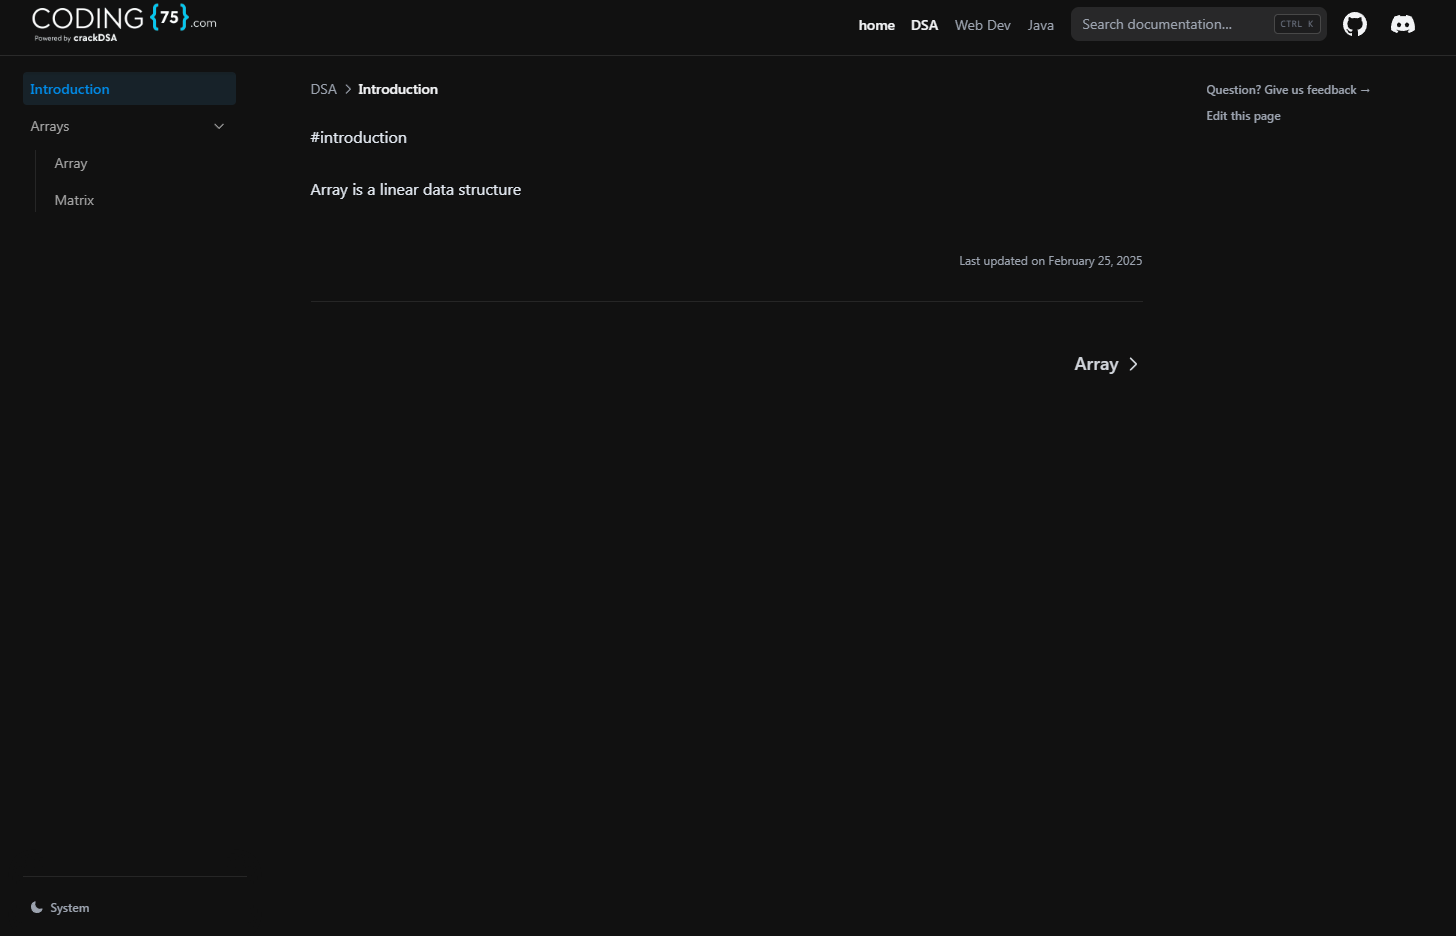 CODING {75}.com
Powered by crackDSA
home DSA Web Dev Java Search documentation... CTRL K
Introduction
Arrays
Array
Matrix
DSA > Introduction
#introduction
Array is a linear data structure
Last updated on February 25, 2025
Array >
Question? Give us feedback →
Edit this page
System